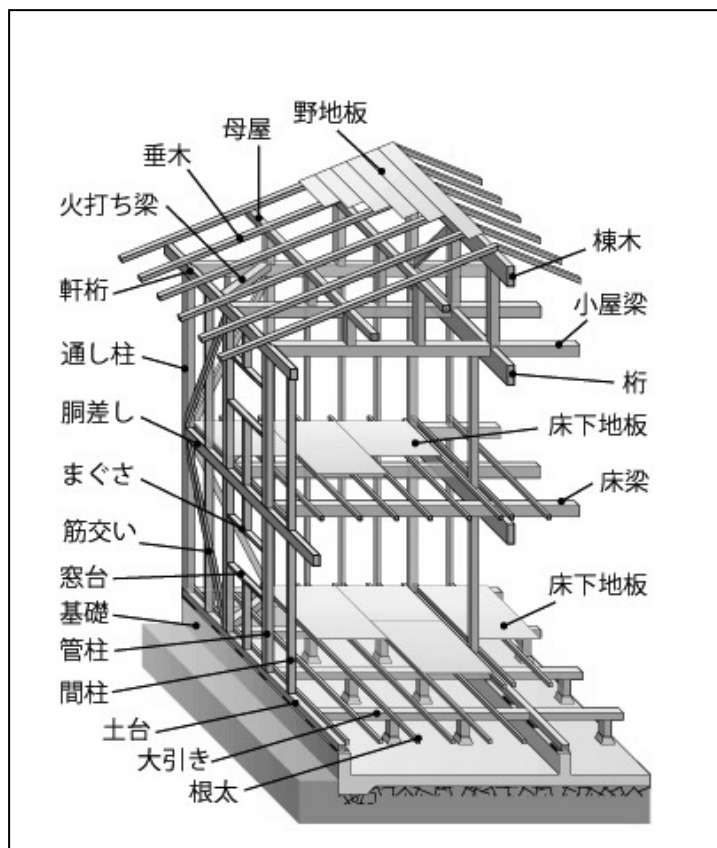 野地板
母屋
垂木
火打ち梁
棟木
軒桁
小屋梁
通し柱
桁
胴差し
床下地板
まぐさ
床梁
筋交い
窓台
床下地板
基礎
管柱
間柱
土台
大引き
根太